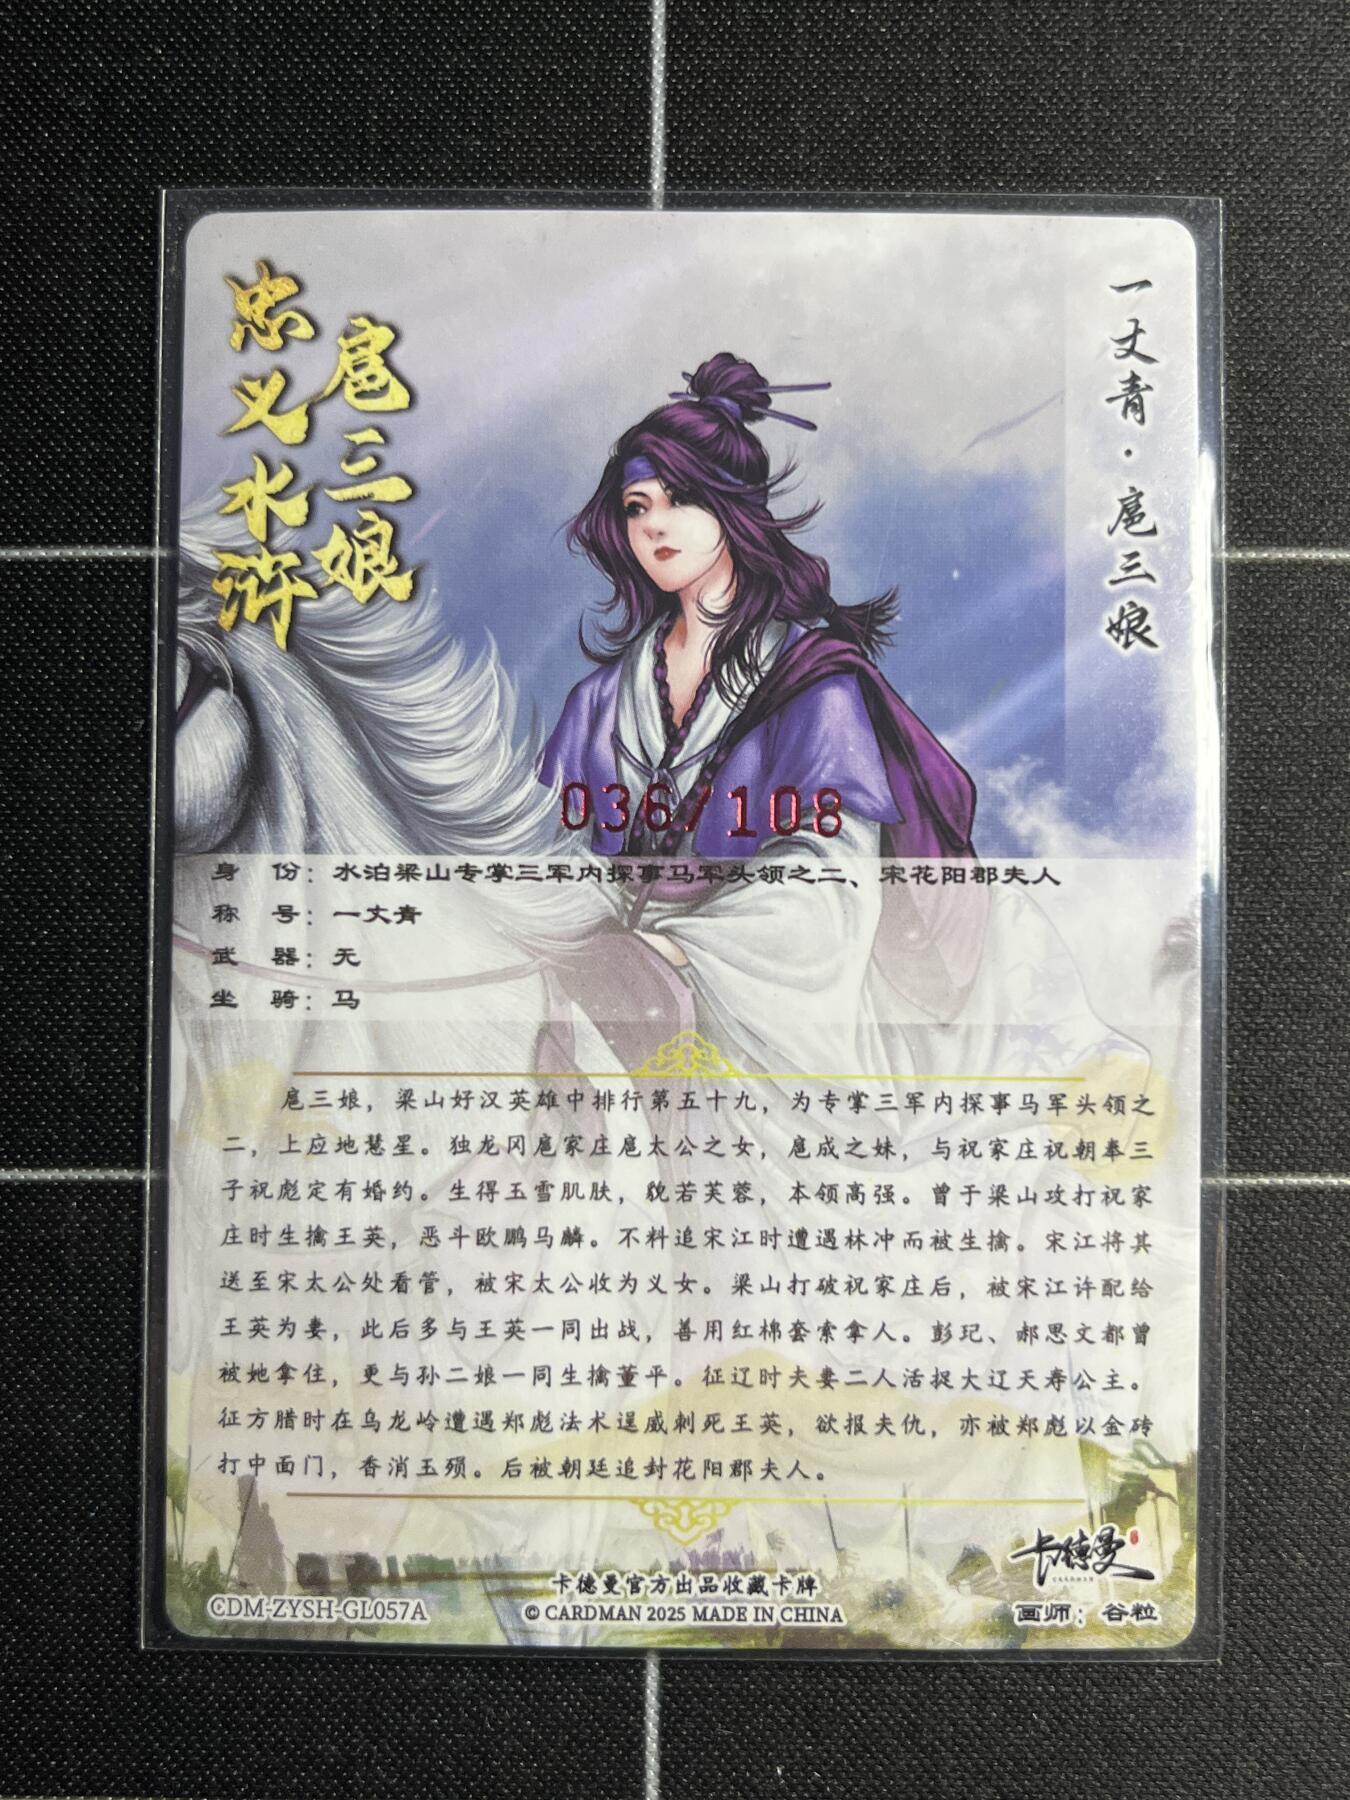 忠义水浒
扈三娘
一丈青·扈三娘
036/108
身 份：水泊梁山专掌三军内探事马军头领之二、宋花阳郡夫人
称 号：一丈青
武 器：无
坐 骑：马
扈三娘，梁山好汉英雄中排行第五十九，为专掌三军内探事马军头领之
二，上应地慧星。独龙冈扈家庄扈太公之女，扈成之妹，与祝家庄祝朝奉三
子祝彪定有婚约。生得玉雪肌肤，貌若芙蓉，本领高强。曾于梁山攻打祝家
庄时生擒王英，恶斗欧鹏马麟。不料追宋江时遭遇林冲而被生擒。宋江将其
送至宋太公处看管，被宋太公收为义女。梁山打破祝家庄后，被宋江许配给
王英为妻，此后多与王英一同出战，善用红棉套索拿人。彭玘、郝思文都曾
被她拿住，更与孙二娘一同生擒董平。征辽时夫妻二人活捉大辽天寿公主。
征方腊时在乌龙岭遭遇郑彪法术逞威刺死王英，欲报夫仇，亦被郑彪以金砖
打中面门，香消玉殒。后被朝廷追封花阳郡夫人。
卡德曼
CARDMAN
卡德曼官方出品收藏卡牌
CDM-ZYSH-GL057A
© CARDMAN 2025 MADE IN CHINA
画师：谷粒